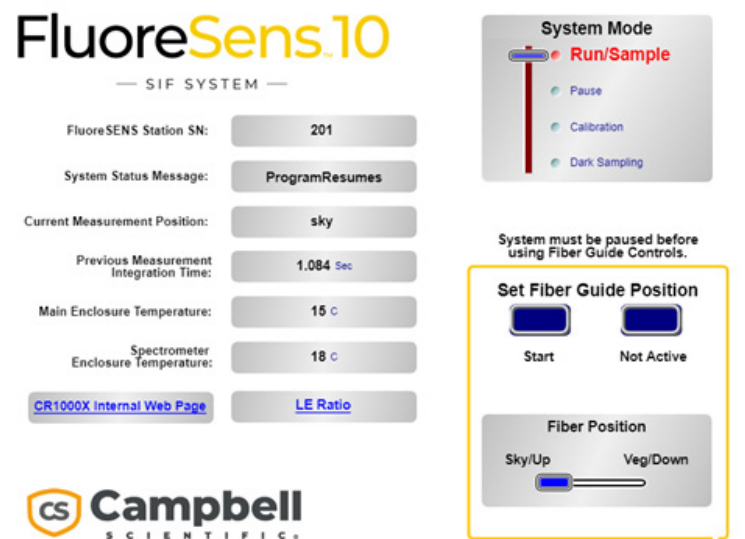 FluoreSens™10
— SIF SYSTEM —
FluoreSENS Station SN:
201
System Status Message:
ProgramResumes
Current Measurement Position:
sky
Previous Measurement
Integration Time:
1.084 Sec
Main Enclosure Temperature:
15 C
Spectrometer
Enclosure Temperature:
18 C
CR1000X Internal Web Page
LE Ratio
CS Campbell
SCIENTIFIC®
System Mode
Run/Sample
Pause
Calibration
Dark Sampling
System must be paused before
using Fiber Guide Controls.
Set Fiber Guide Position
Start
Not Active
Fiber Position
Sky/Up
Veg/Down